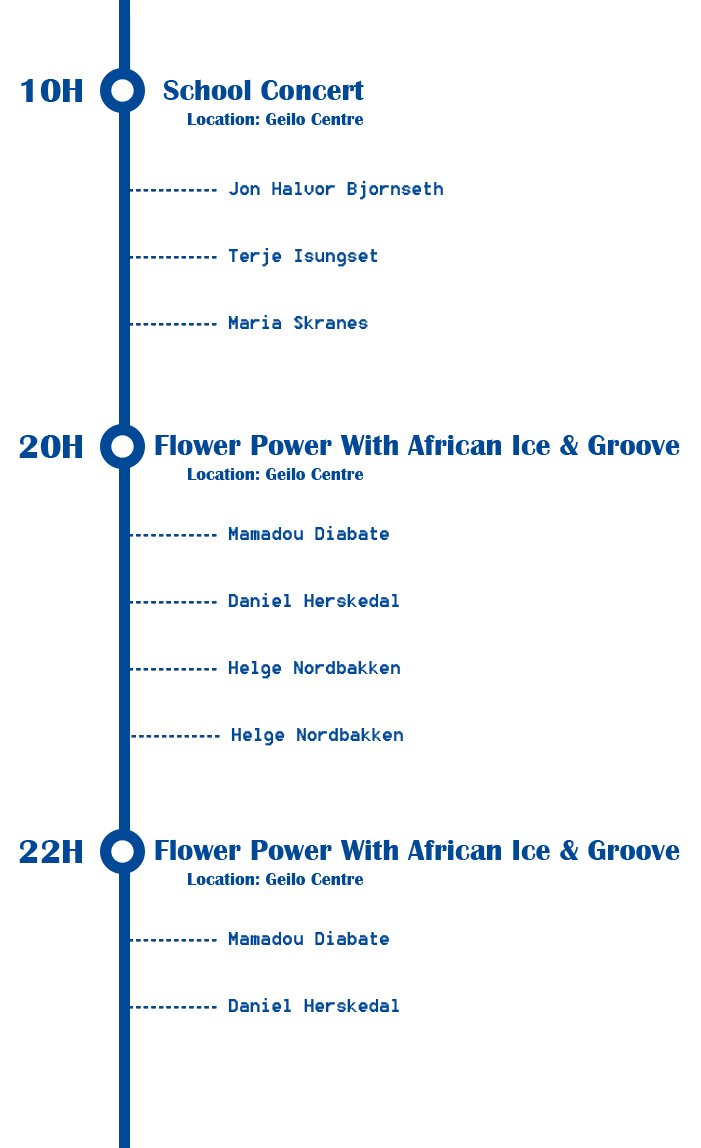 10H School Concert
Location: Geilo Centre
Jon Halvor Bjornseth
Terje Isungset
Maria Skranes
20H Flower Power With African Ice & Groove
Location: Geilo Centre
Mamadou Diabate
Daniel Herskedal
Helge Nordbakken
Helge Nordbakken
22H Flower Power With African Ice & Groove
Location: Geilo Centre
Mamadou Diabate
Daniel Herskedal